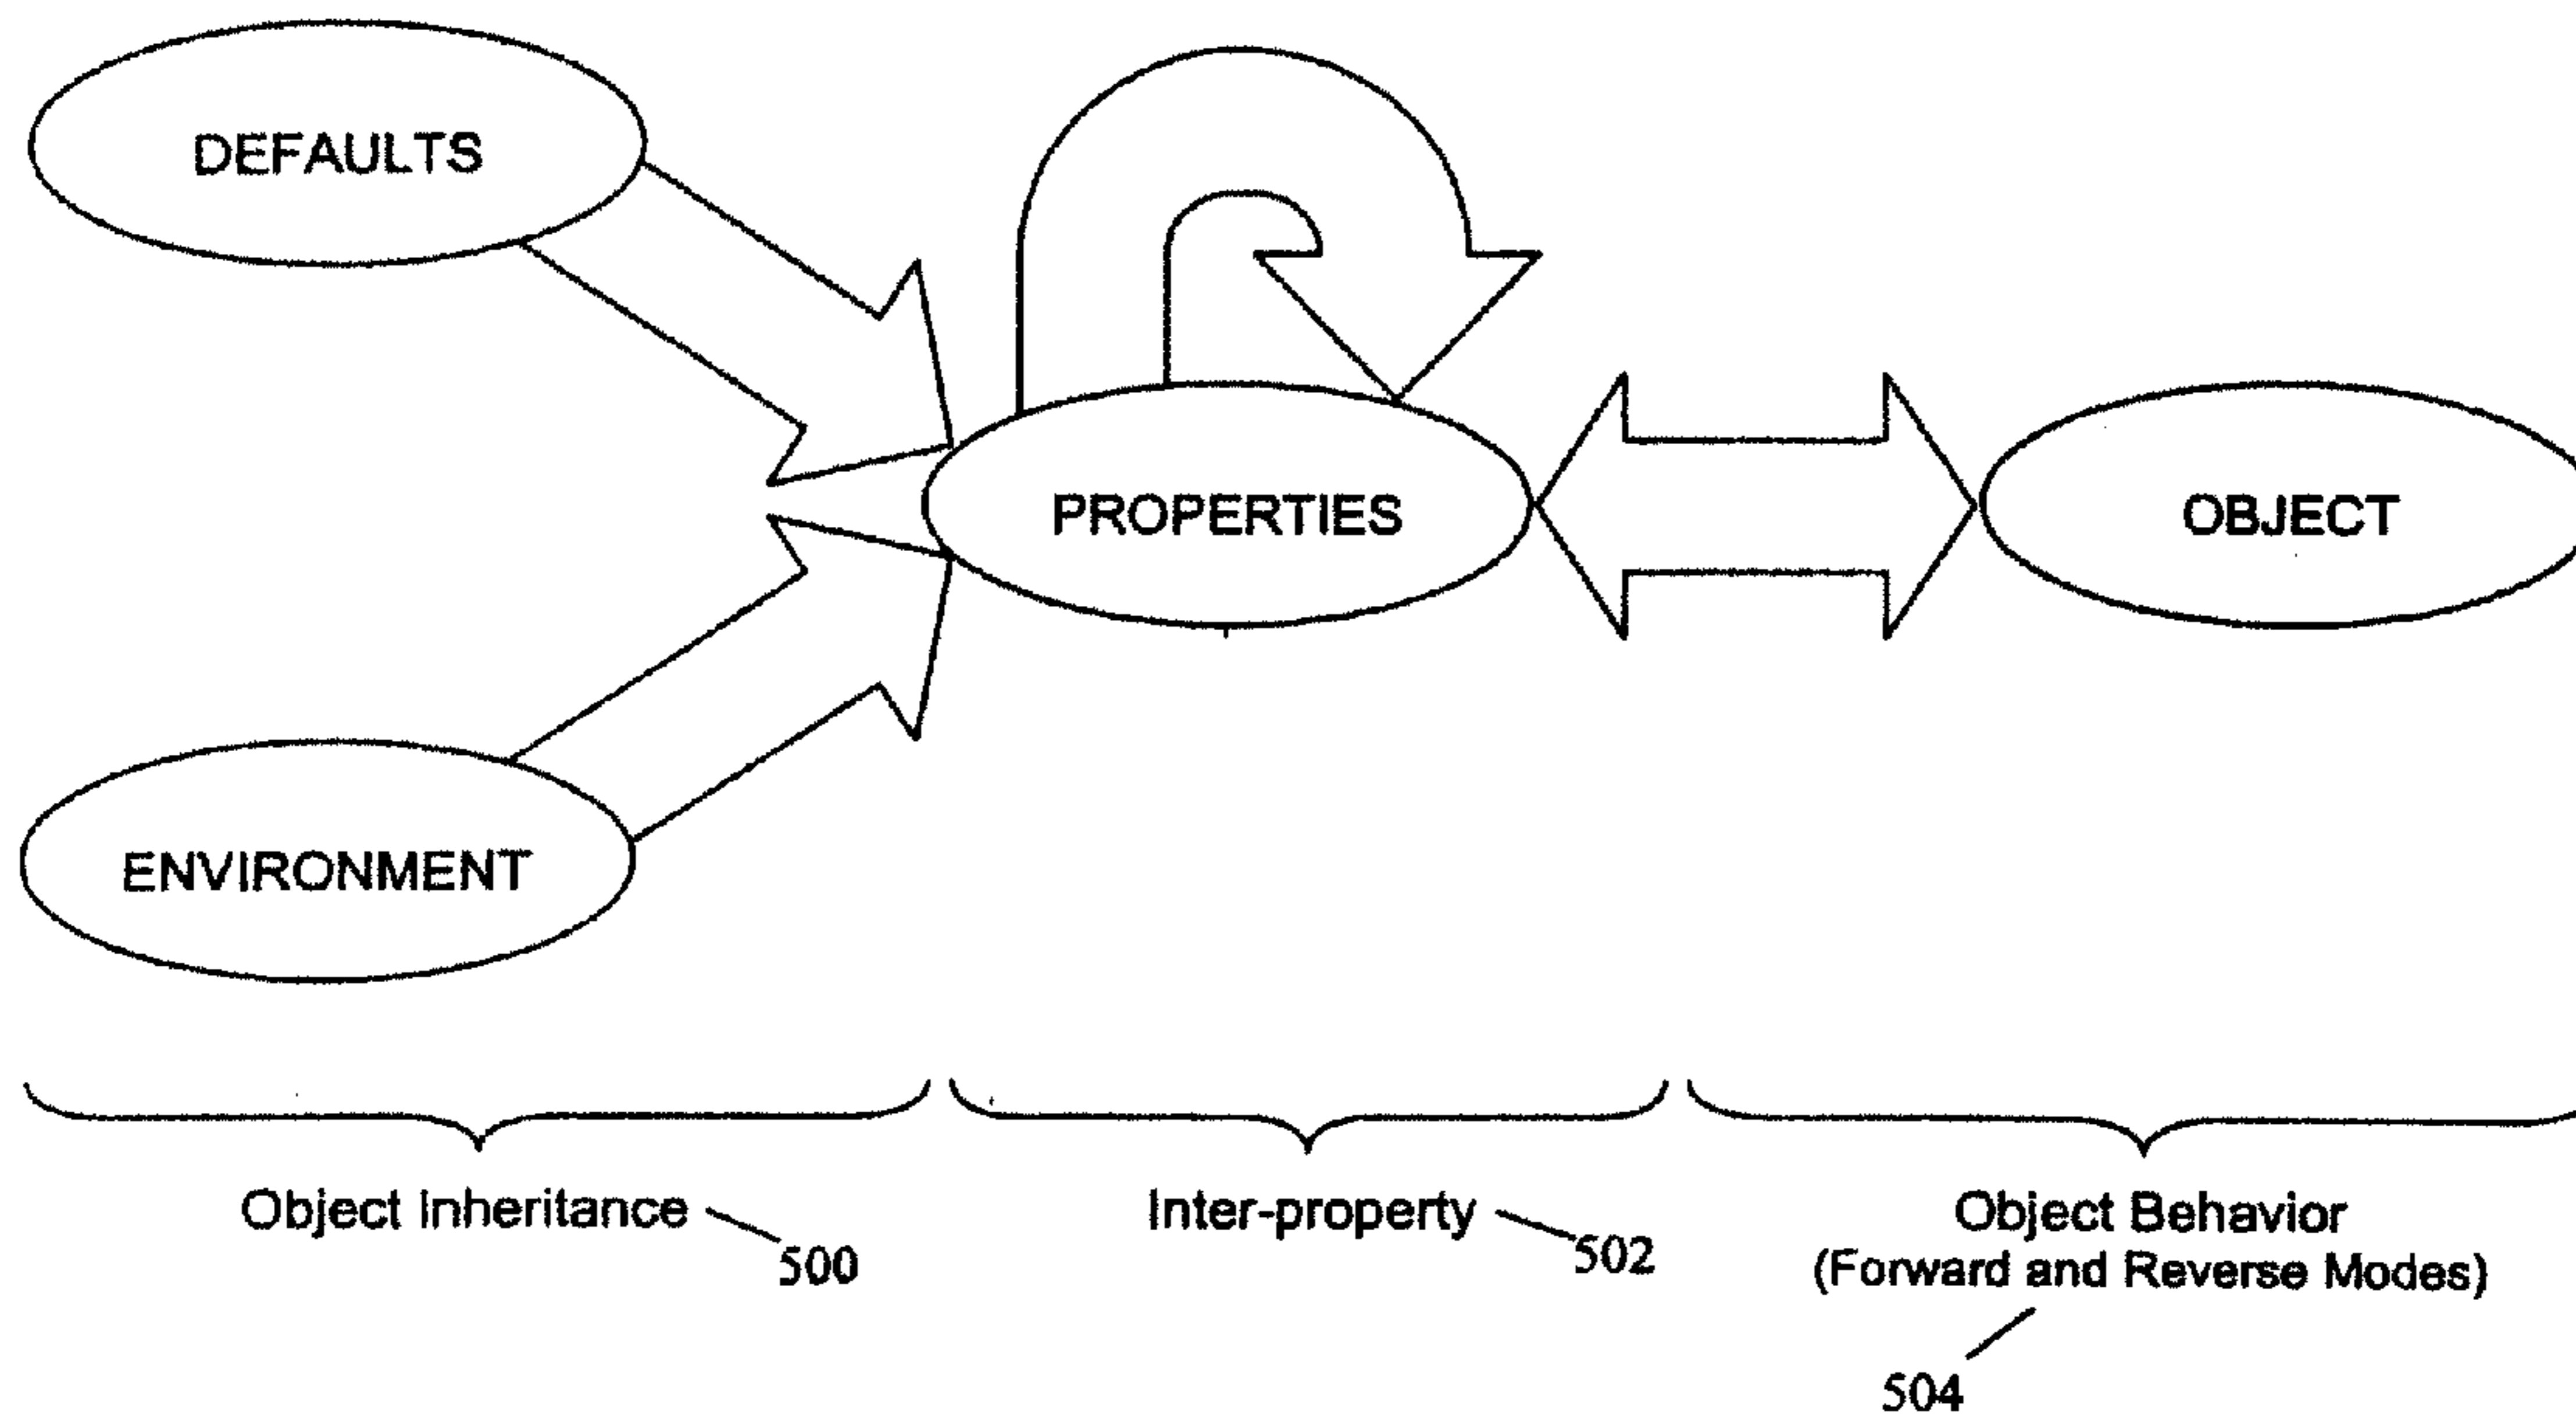 DEFAULTS
PROPERTIES
OBJECT
ENVIRONMENT
Object Inheritance
500
Inter-property
502
Object Behavior
(Forward and Reverse Modes)
504